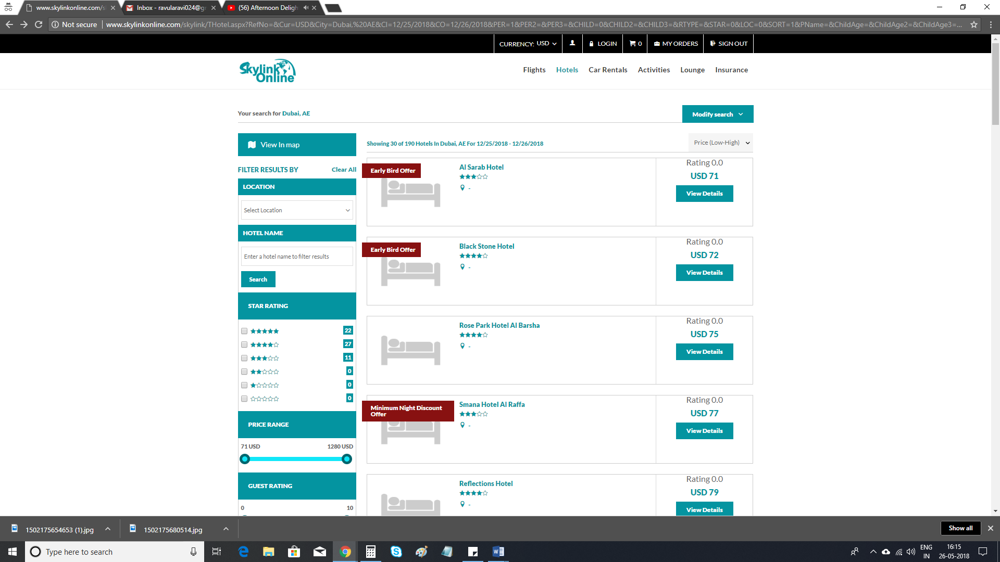 www.skylinkonline.com/s
Inbox - ravularavi024@g
(56) Afternoon Deligh
Not secure | www.skylinkonline.com/skylink/THotel.aspx?RefNo=&Cur=USD&City=Dubai,%20AE&CI=12/25/2018&CO=12/26/2018&PER=1&PER2=&PER3=&CHILD=0&CHILD2=&CHILD3=&RTYPE=&STAR=0&LOC=0&SORT=1&PName=&ChildAge=&ChildAge2=&ChildAge3=...
CURRENCY: USD LOGIN 0 MY ORDERS SIGN OUT
Skylink Online
Flights Hotels Car Rentals Activities Lounge Insurance
Your search for Dubai, AE
Modify search
View In map
Showing 30 of 190 Hotels In Dubai, AE For 12/25/2018 - 12/26/2018
Price (Low-High)
FILTER RESULTS BY Clear All
LOCATION
Select Location
HOTEL NAME
Enter a hotel name to filter results
Search
STAR RATING
22
27
11
0
0
0
PRICE RANGE
71 USD 1280 USD
GUEST RATING
0 10
Early Bird Offer
Al Sarab Hotel
-
Rating 0.0
USD 71
View Details
Early Bird Offer
Black Stone Hotel
-
Rating 0.0
USD 72
View Details
Rose Park Hotel Al Barsha
-
Rating 0.0
USD 75
View Details
Minimum Night Discount
Offer
Smana Hotel Al Raffa
-
Rating 0.0
USD 77
View Details
Reflections Hotel
-
Rating 0.0
USD 79
View Details
1502175654653 (1).jpg
1502175680514.jpg
Show all
Type here to search
ENG
IN
16:15
26-05-2018